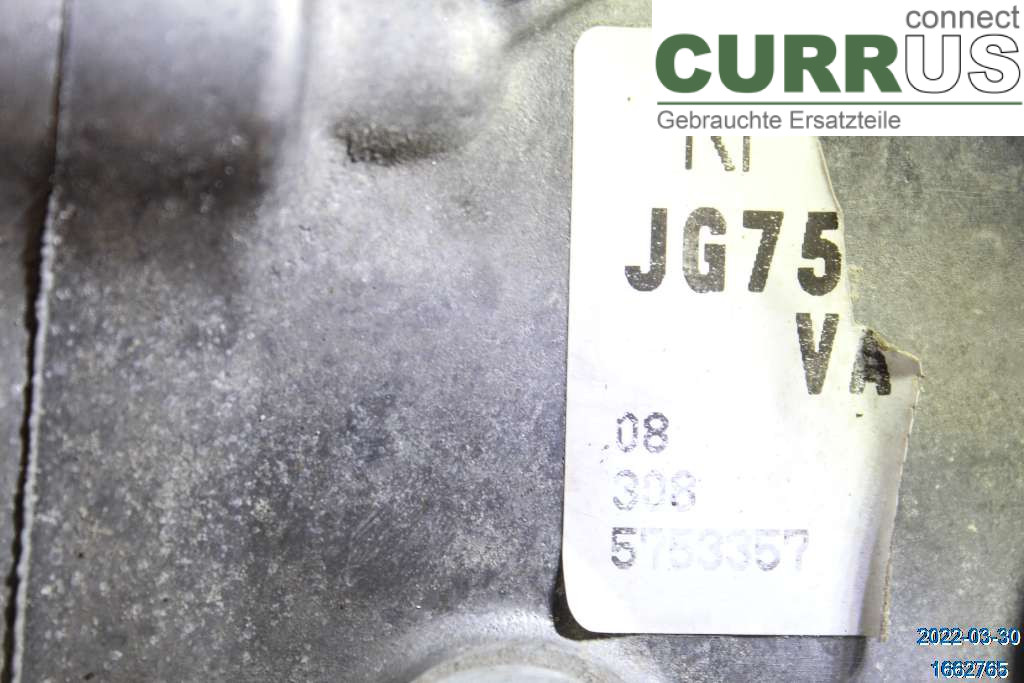 connect
CURRUS
Gebrauchte Ersatzteile
JG75
VA
08
308
5753357
2022-03-30
1662765